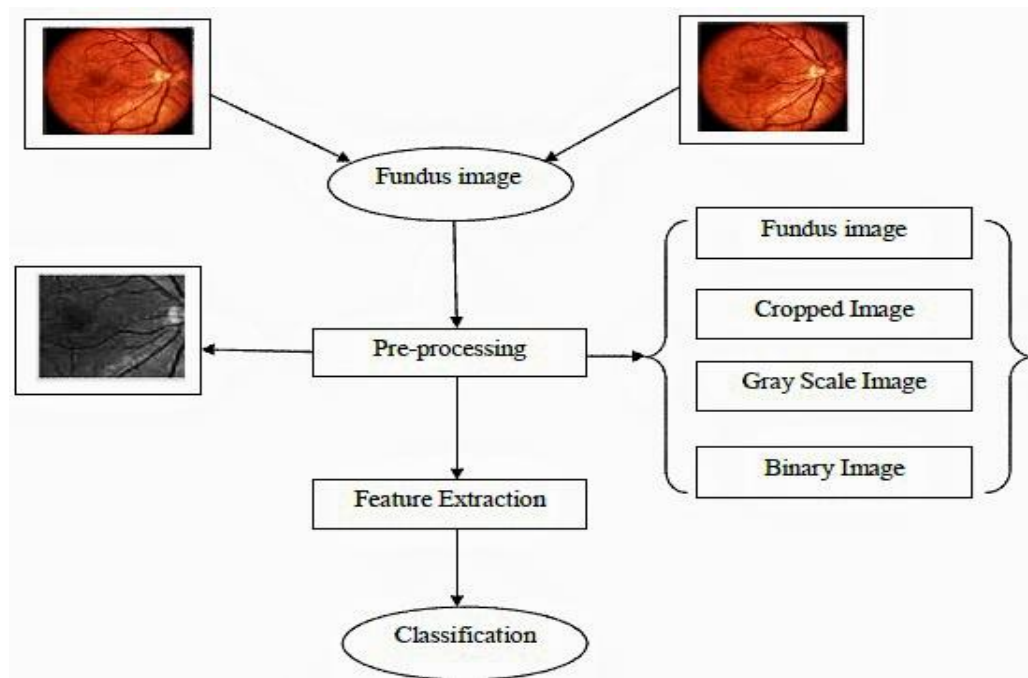 Fundus image
Fundus image
Cropped Image
Pre-processing
Gray Scale Image
Binary Image
Feature Extraction
Classification